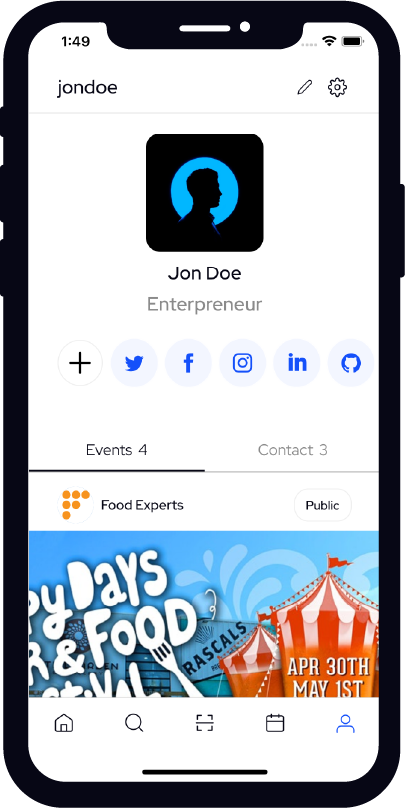 1:49
jondoe
Jon Doe
Enterpreneur
Events 4
Contact 3
Food Experts
Public
DAYS
& FOOD
RASCALS
APR 30TH
MAY 1ST